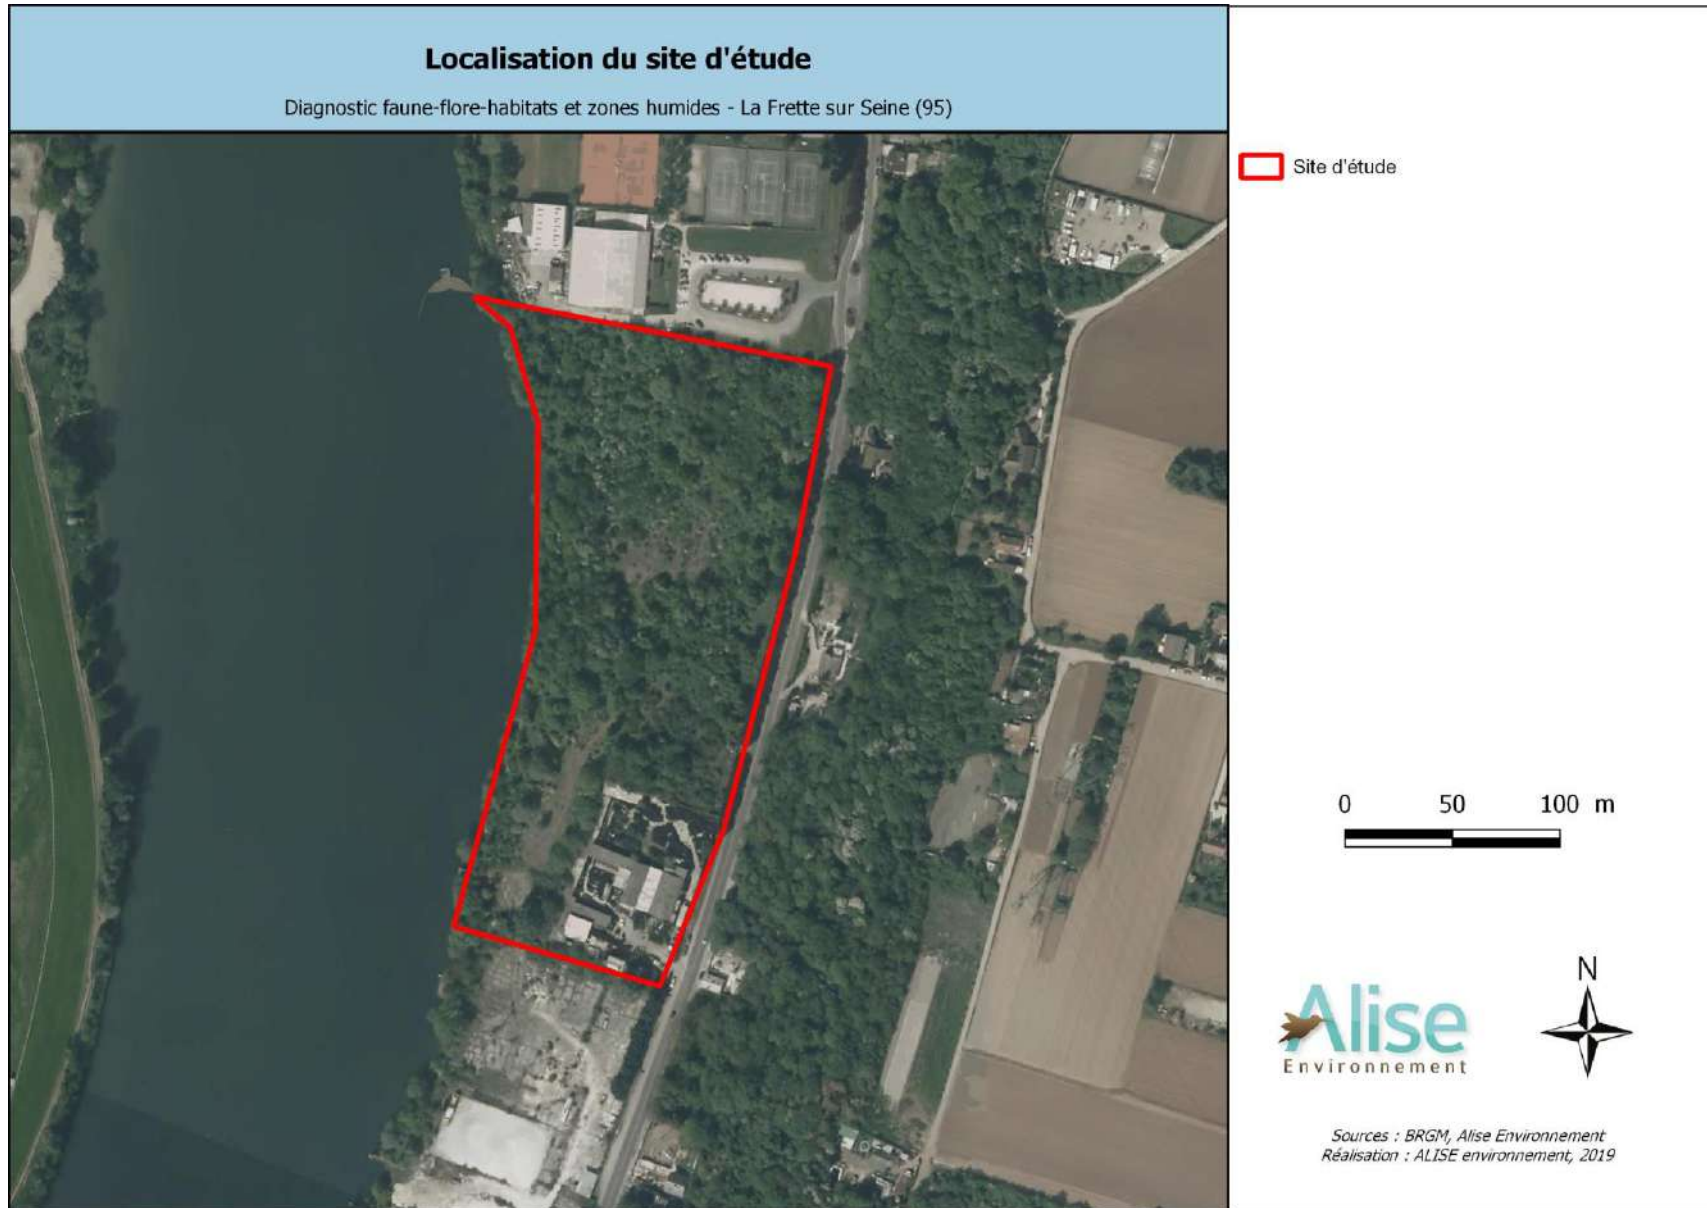 Localisation du site d'étude
Diagnostic faune-flore-habitats et zones humides - La Frette sur Seine (95)
Site d'étude
0 50 100 m
N
Alise
Environnement
Sources : BRGM, Alise Environnement
Réalisation : ALISE environnement, 2019